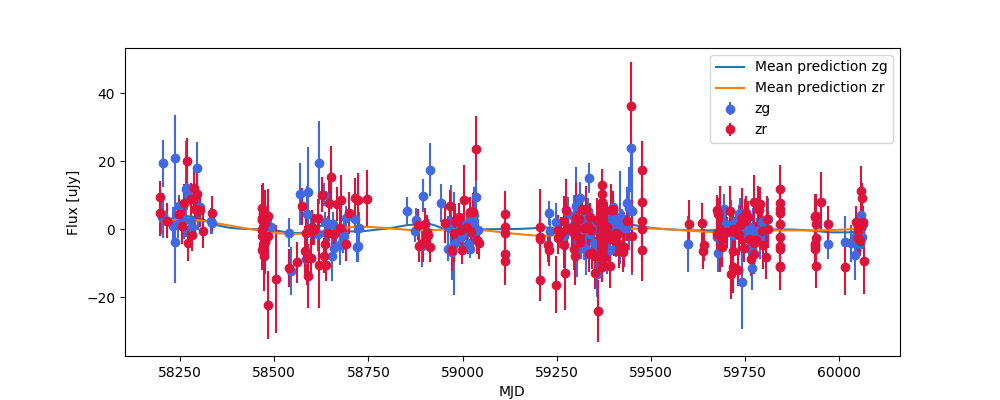 Mean prediction zg
Mean prediction zr
zg
zr
Flux [uJy]
40
20
0
−20
58250
58500
58750
59000
59250
59500
59750
60000
MJD